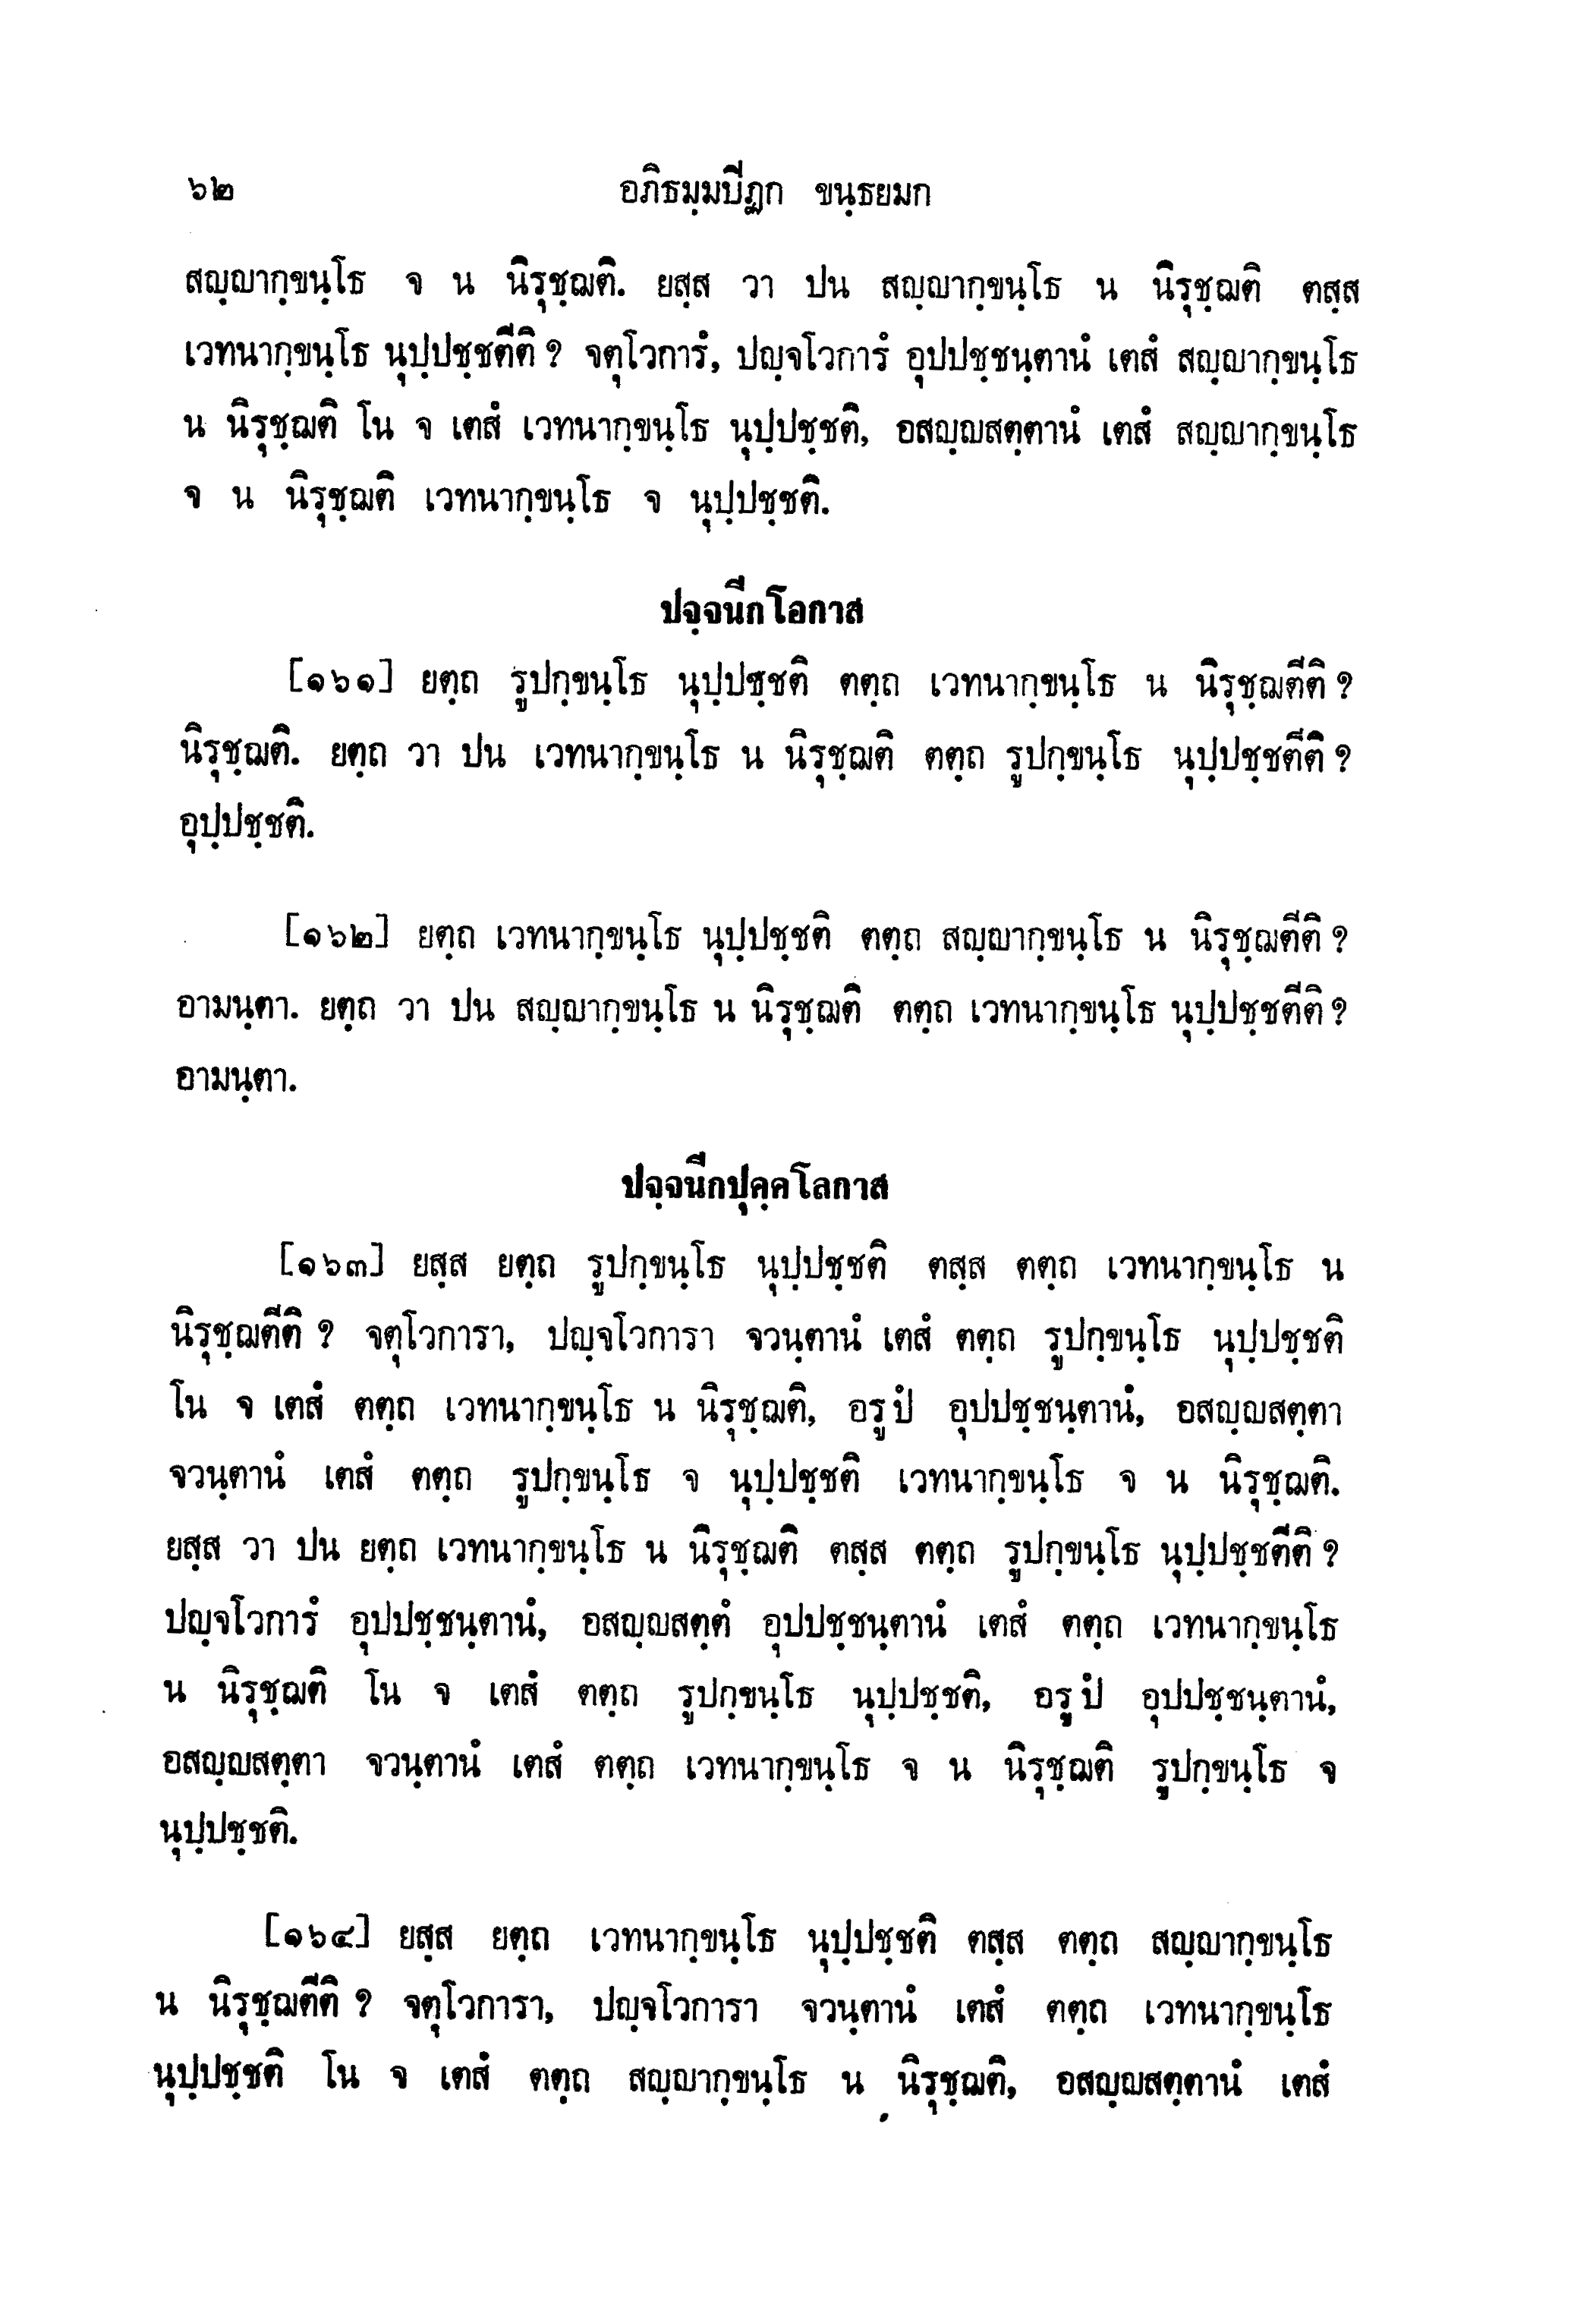 ๖๒ อภิธมฺมปีฏก ขนฺธยมก
สญฺญากฺขนฺโธ จ น นิรุชฺฌติ. ยสฺส วา ปน สญฺญากฺขนฺโธ น นิรุชฺฌติ ตสฺส
เวทนากฺขนฺโธ นุปฺปชฺชตีติ ? จตุโวการํ, ปญฺจโวการํ อุปปชฺชนฺตานํ เตสํ สญฺญากฺขนฺโธ
น นิรุชฺฌติ โน จ เตสํ เวทนากฺขนฺโธ นุปฺปชฺชติ, อสญฺญสตฺตานํ เตสํ สญฺญากฺขนฺโธ
จ น นิรุชฺฌติ เวทนากฺขนฺโธ จ นุปฺปชฺชติ.
ปจฺจนีกโอกาส
[๑๖๑] ยตฺถ รูปกฺขนฺโธ นุปฺปชฺชติ ตตฺถ เวทนากฺขนฺโธ น นิรุชฺฌตีติ ?
นิรุชฺฌติ. ยตฺถ วา ปน เวทนากฺขนฺโธ น นิรุชฺฌติ ตตฺถ รูปกฺขนฺโธ นุปฺปชฺชตีติ ?
อุปฺปชฺชติ.
[๑๖๒] ยตฺถ เวทนากฺขนฺโธ นุปฺปชฺชติ ตตฺถ สญฺญากฺขนฺโธ น นิรุชฺฌตีติ ?
อามนฺตา. ยตฺถ วา ปน สญฺญากฺขนฺโธ น นิรุชฺฌติ ตตฺถ เวทนากฺขนฺโธ นุปฺปชฺชตีติ ?
อามนฺตา.
ปจฺจนีกปุคฺคโลกาส
[๑๖๓] ยสฺส ยตฺถ รูปกฺขนฺโธ นุปฺปชฺชติ ตสฺส ตตฺถ เวทนากฺขนฺโธ น
นิรุชฺฌตีติ ? จตุโวการา, ปญฺจโวการา จวนฺตานํ เตสํ ตตฺถ รูปกฺขนฺโธ นุปฺปชฺชติ
โน จ เตสํ ตตฺถ เวทนากฺขนฺโธ น นิรุชฺฌติ, อรูปํ อุปปชฺชนฺตานํ, อสญฺญสตฺตา
จวนฺตานํ เตสํ ตตฺถ รูปกฺขนฺโธ จ นุปฺปชฺชติ เวทนากฺขนฺโธ จ น นิรุชฺฌติ.
ยสฺส วา ปน ยตฺถ เวทนากฺขนฺโธ น นิรุชฺฌติ ตสฺส ตตฺถ รูปกฺขนฺโธ นุปฺปชฺชตีติ ?
ปญฺจโวการํ อุปปชฺชนฺตานํ, อสญฺญสตฺตํ อุปปชฺชนฺตานํ เตสํ ตตฺถ เวทนากฺขนฺโธ
น นิรุชฺฌติ โน จ เตสํ ตตฺถ รูปกฺขนฺโธ นุปฺปชฺชติ, อรูปํ อุปปชฺชนฺตานํ,
อสญฺญสตฺตา จวนฺตานํ เตสํ ตตฺถ เวทนากฺขนฺโธ จ น นิรุชฺฌติ รูปกฺขนฺโธ จ
นุปฺปชฺชติ.
[๑๖๔] ยสฺส ยตฺถ เวทนากฺขนฺโธ นุปฺปชฺชติ ตสฺส ตตฺถ สญฺญากฺขนฺโธ
น นิรุชฺฌตีติ ? จตุโวการา, ปญฺจโวการา จวนฺตานํ เตสํ ตตฺถ เวทนากฺขนฺโธ
นุปฺปชฺชติ โน จ เตสํ ตตฺถ สญฺญากฺขนฺโธ น นิรุชฺฌติ, อสญฺญสตฺตานํ เตสํ